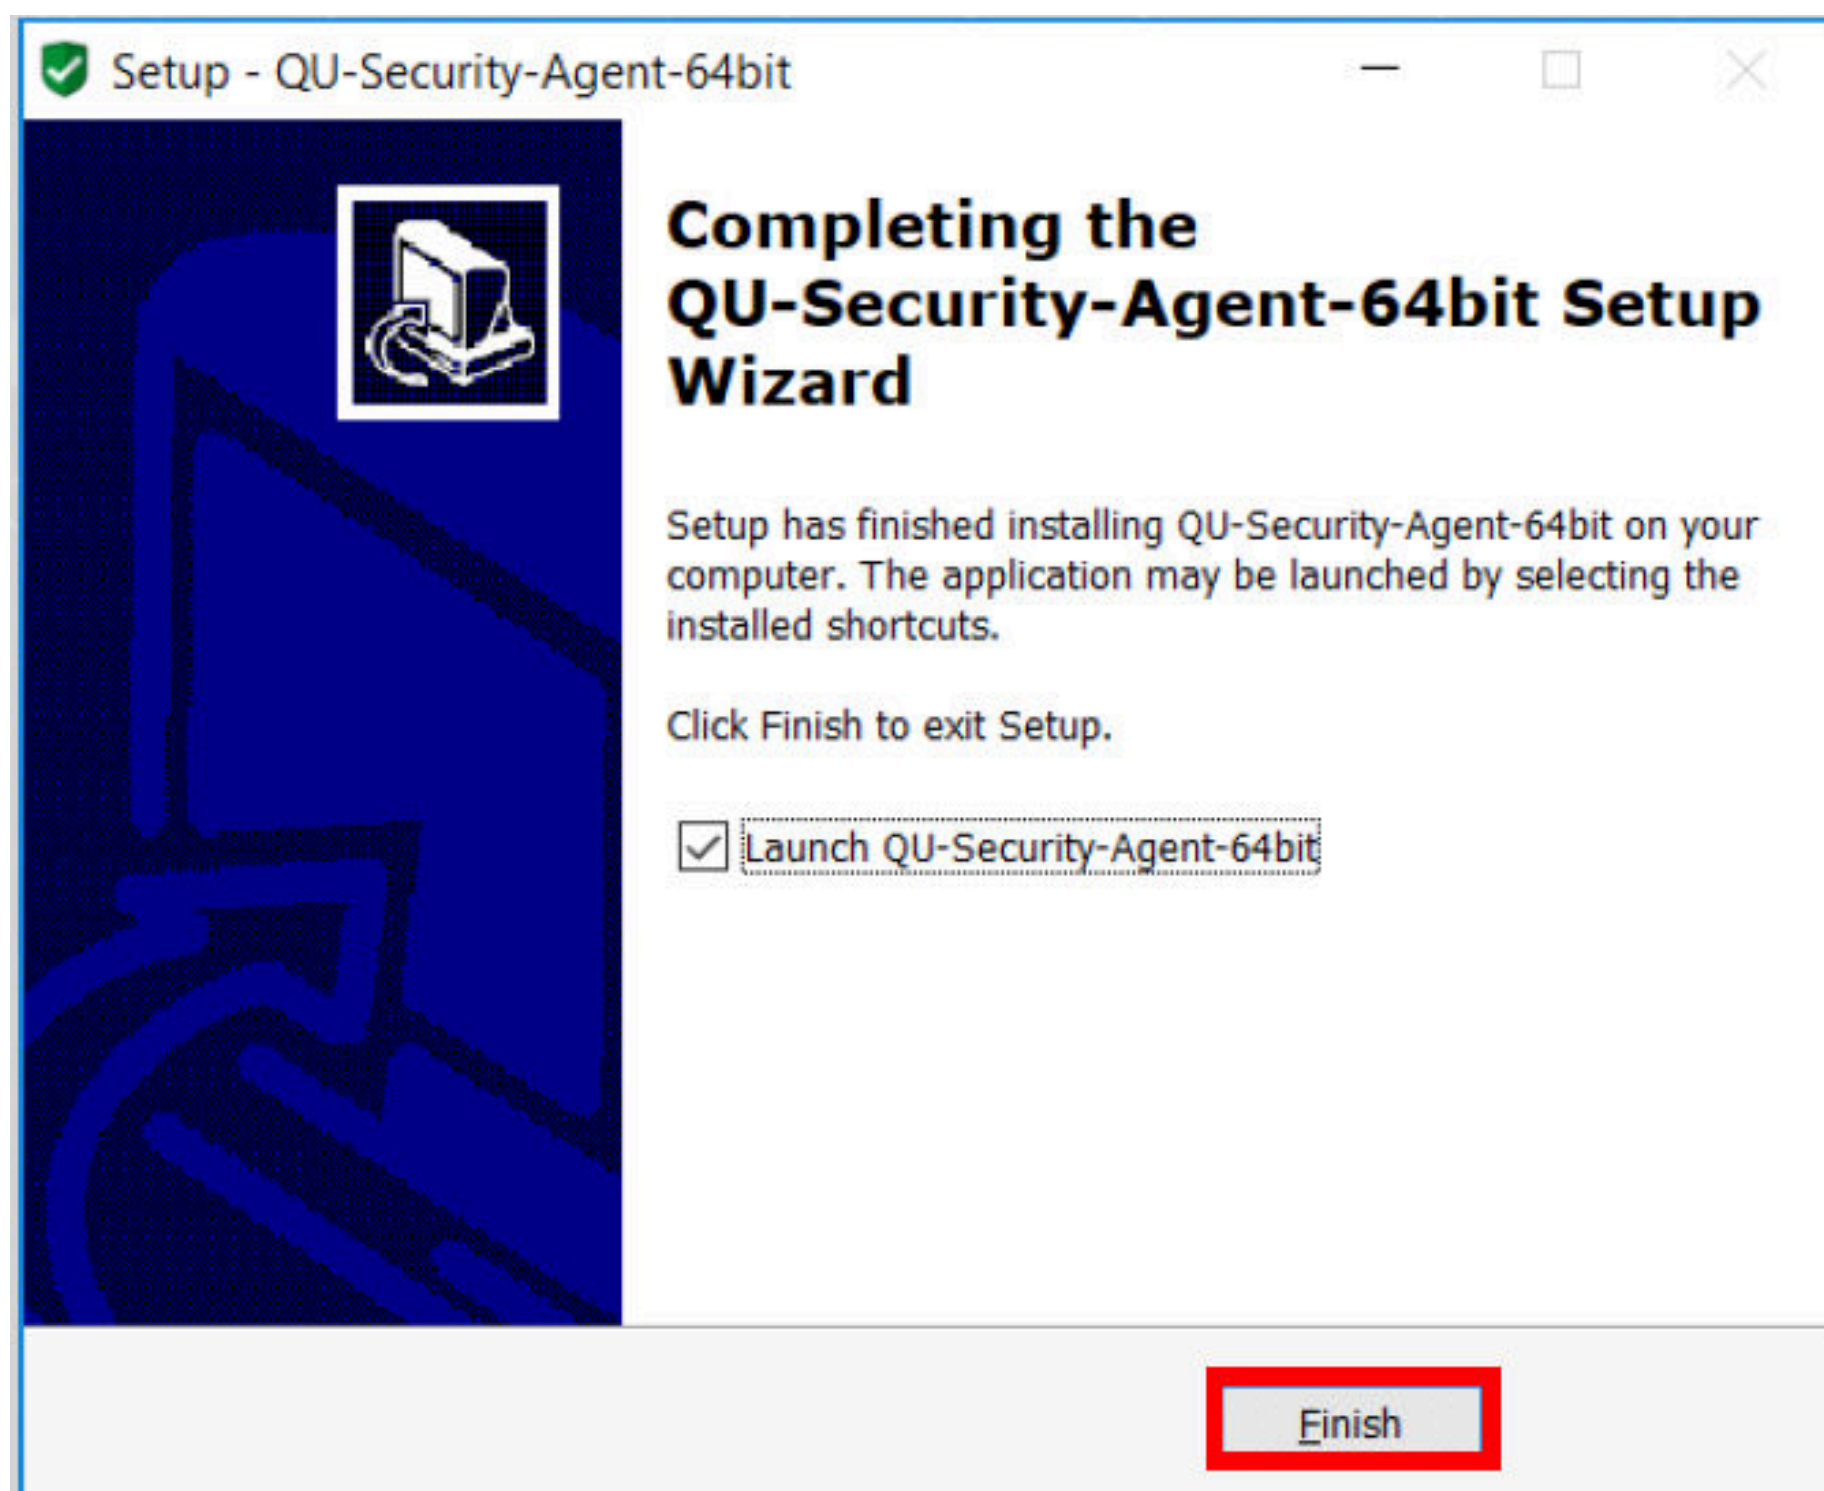 Setup - QU-Security-Agent-64bit
Completing the
QU-Security-Agent-64bit Setup
Wizard
Setup has finished installing QU-Security-Agent-64bit on your
computer. The application may be launched by selecting the
installed shortcuts.
Click Finish to exit Setup.
Launch QU-Security-Agent-64bit
Finish